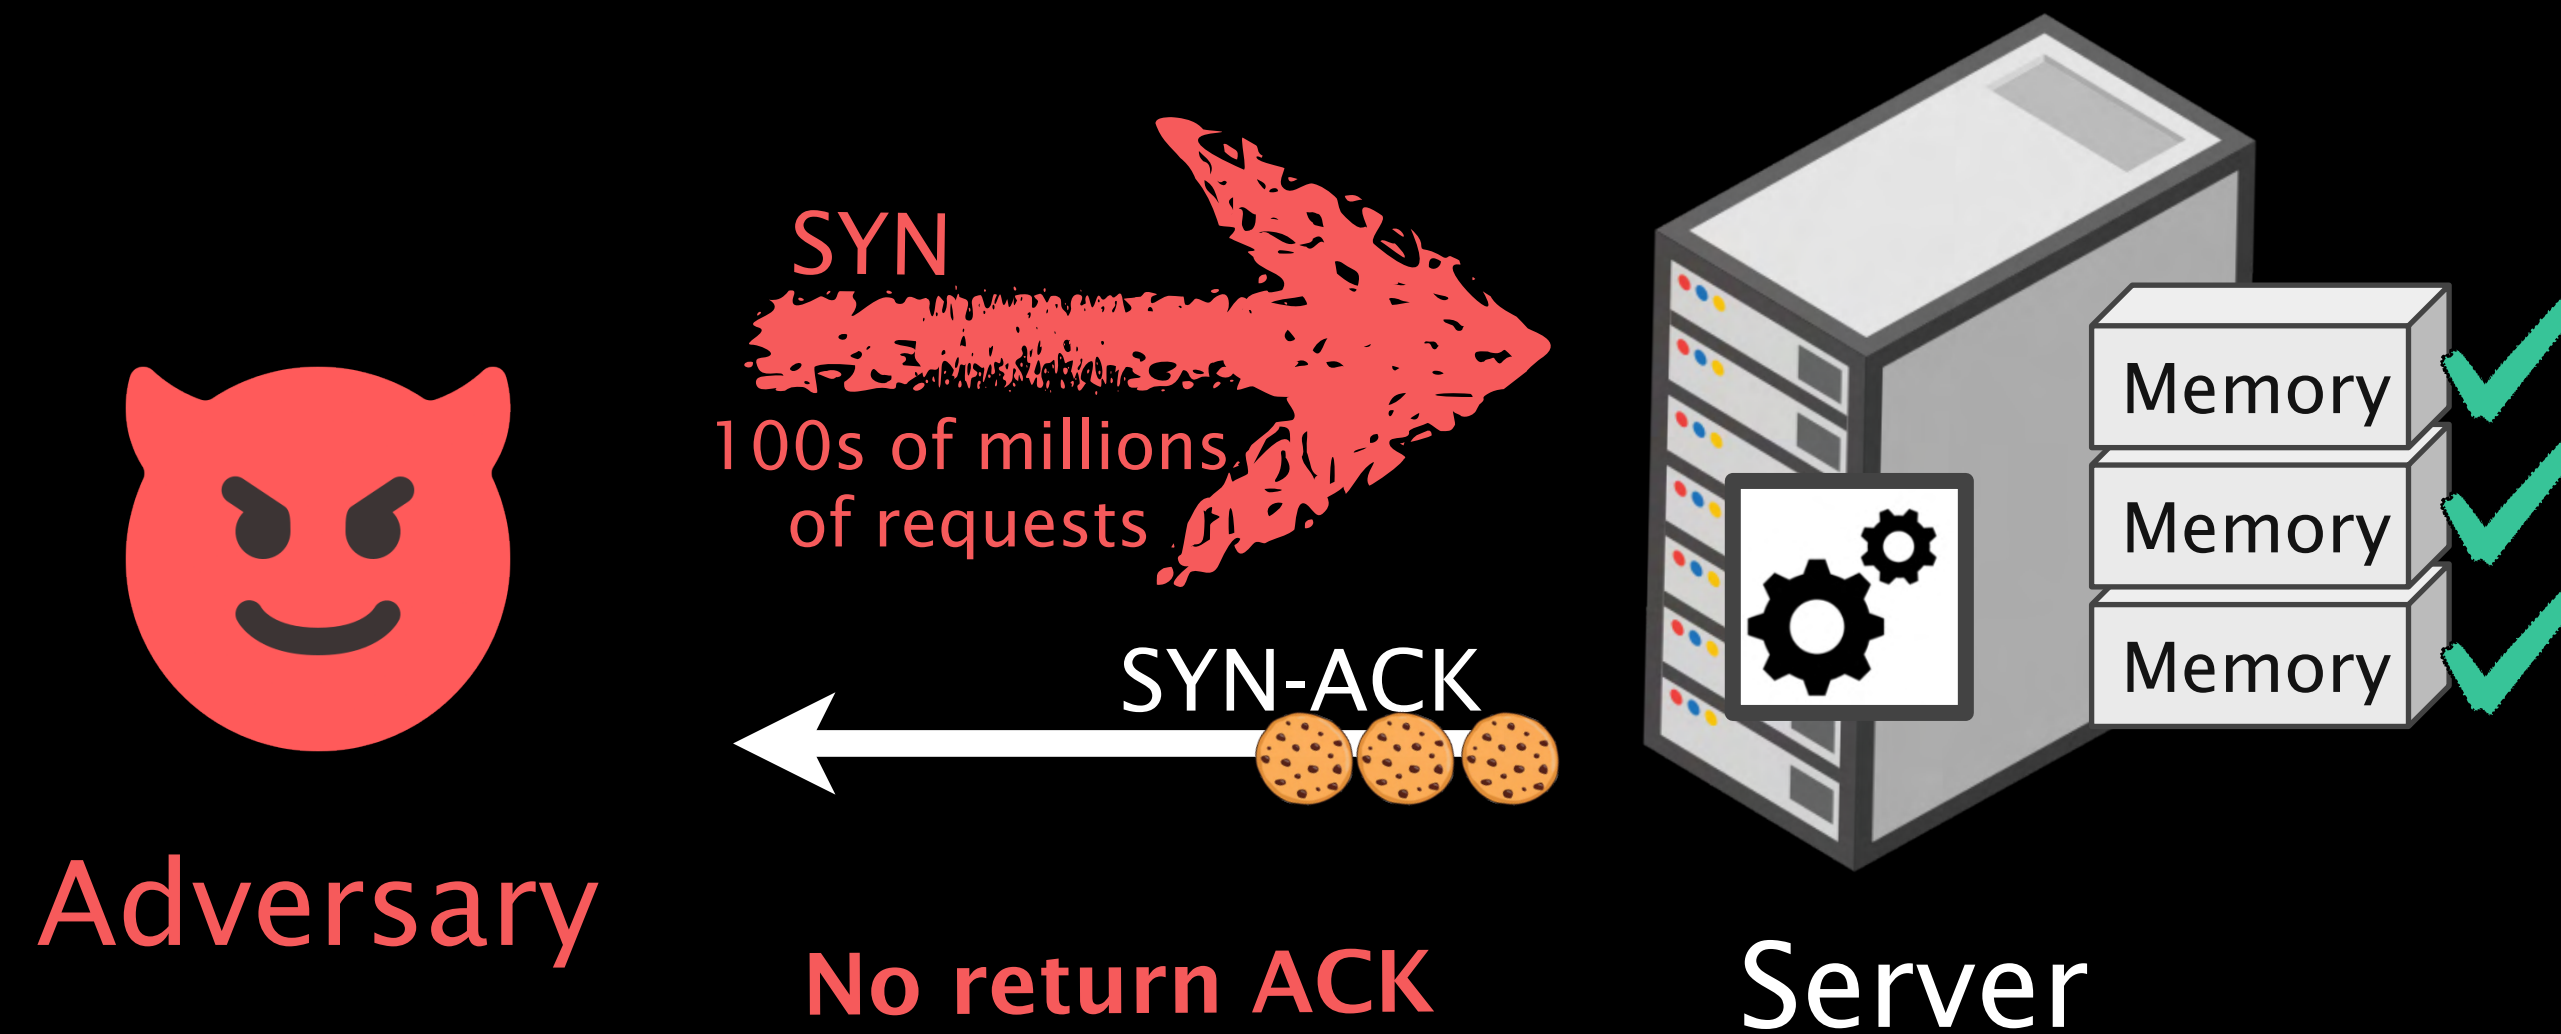 SYN
100s of millions
of requests
SYN-ACK
Memory
Memory
Memory
Adversary
No return ACK
Server